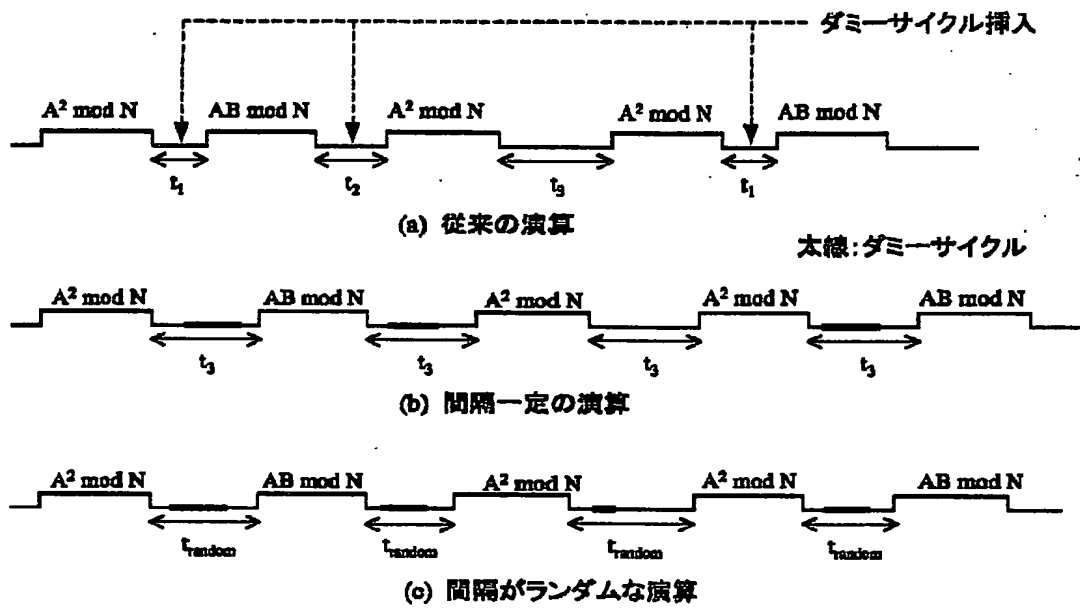 ダミーサイクル挿入
A² mod N AB mod N A² mod N A² mod N AB mod N
t₁ t₂ t₃ t₁
(a) 従来の演算
太線:ダミーサイクル
A² mod N AB mod N A² mod N A² mod N AB mod N
t₃ t₃ t₃ t₃
(b) 間隔一定の演算
A² mod N AB mod N A² mod N A² mod N AB mod N
t_random t_random t_random t_random
(c) 間隔がランダムな演算